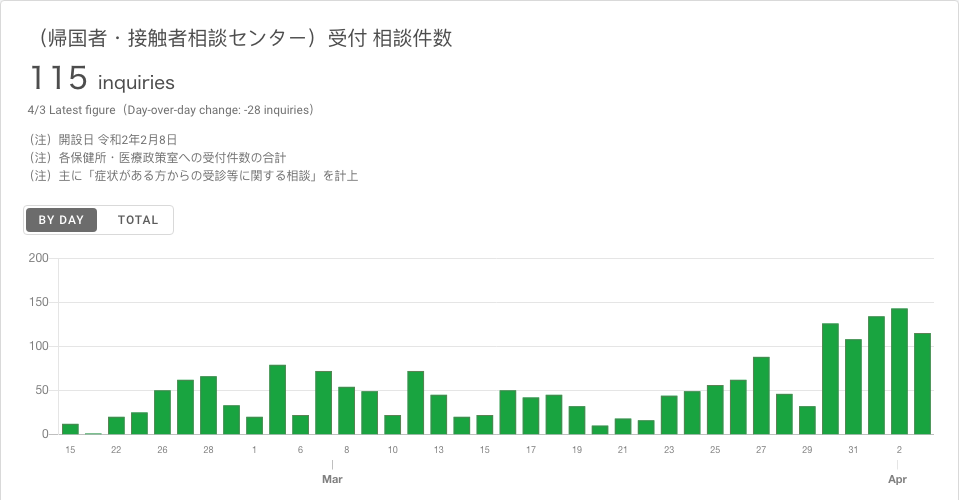 （帰国者・接触者相談センター）受付 相談件数
115 inquiries
4/3 Latest figure（Day-over-day change: -28 inquiries）
（注）開設日 令和2年2月8日
（注）各保健所・医療政策室への受付件数の合計
（注）主に「症状がある方からの受診等に関する相談」を計上
BY DAY TOTAL
200
150
100
50
0
15 22 26 28 1 6 8 10 13 15 17 19 21 23 25 27 29 31 2
Mar Apr